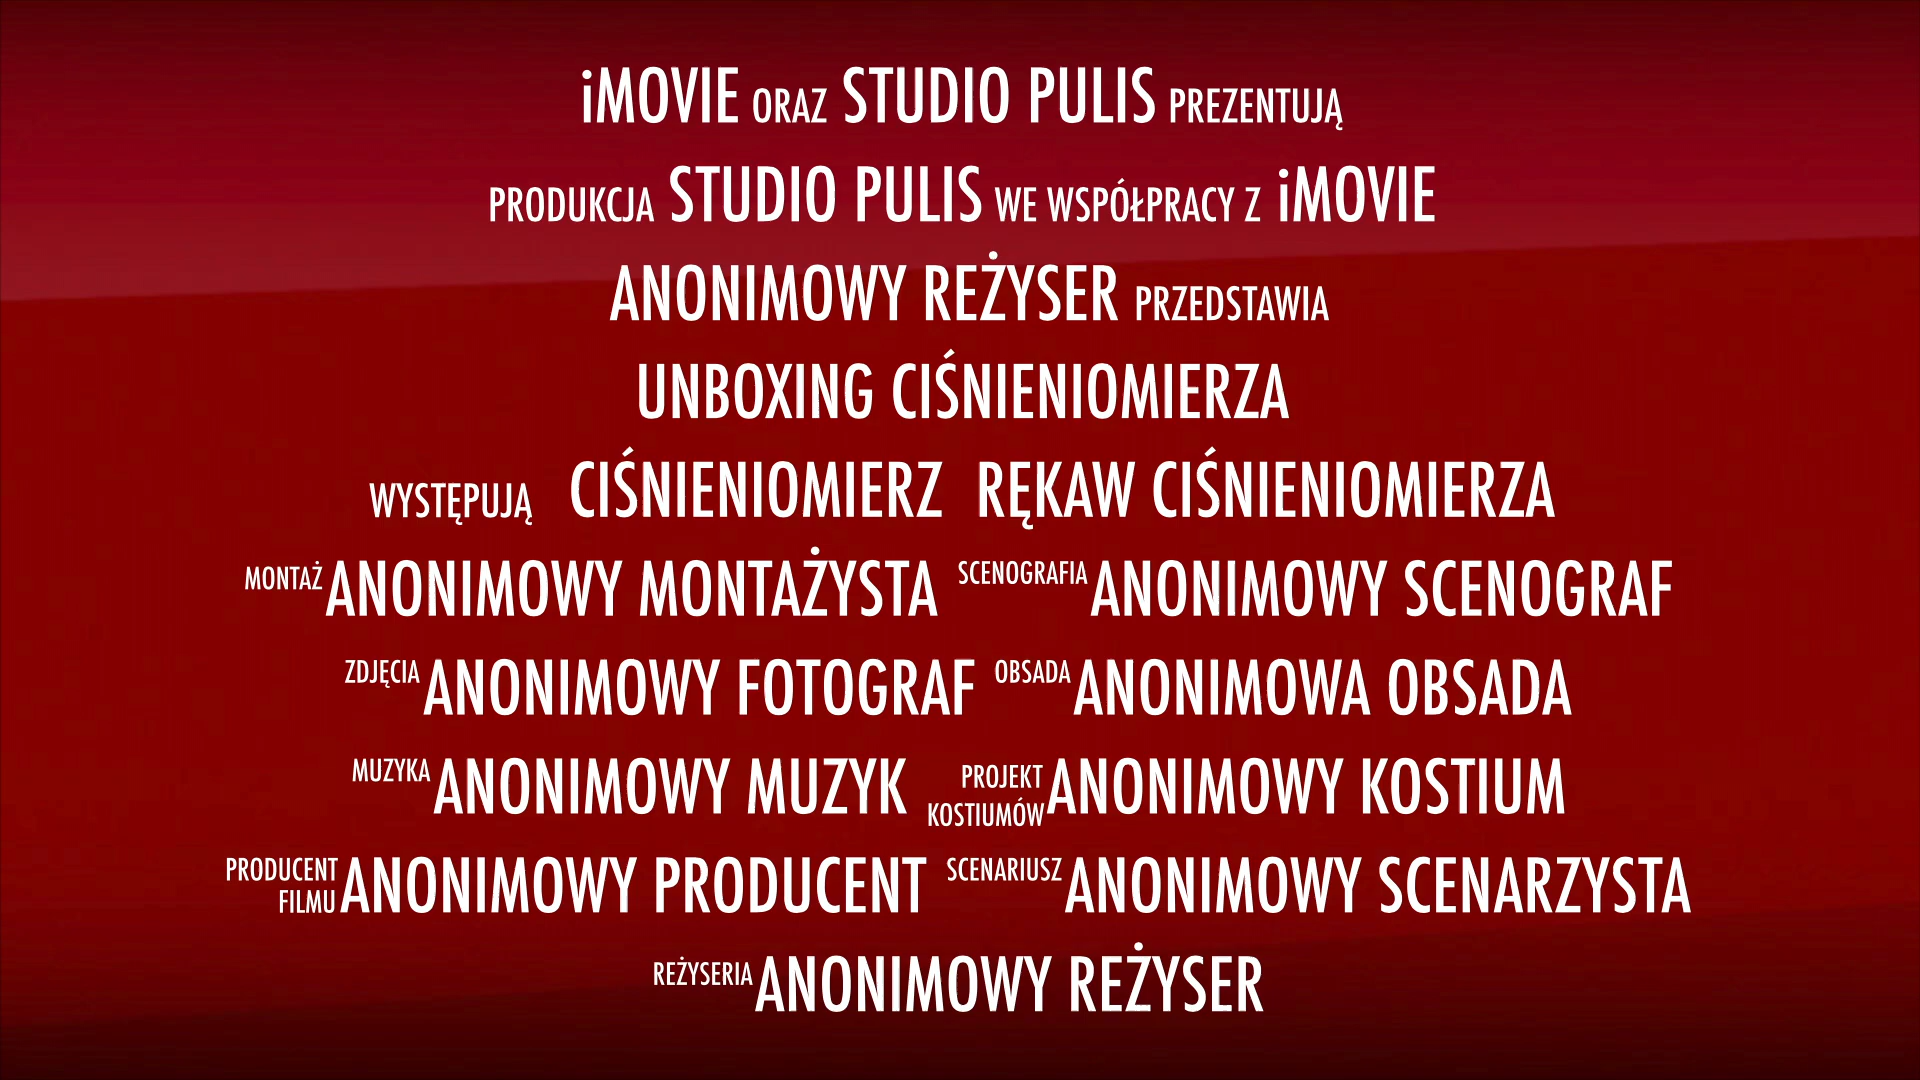 iMOVIE ORAZ STUDIO PULIS PREZENTUJĄ
PRODUKCJA STUDIO PULIS WE WSPÓŁPRACY Z iMOVIE
ANONIMOWY REŻYSER PRZEDSTAWIA
UNBOXING CIŚNIENIOMIERZA
WYSTĘPUJĄ CIŚNIENIOMIERZ RĘKAW CIŚNIENIOMIERZA
MONTAŻ ANONIMOWY MONTAŻYSTA SCENOGRAFIA ANONIMOWY SCENOGRAF
ZDJĘCIA ANONIMOWY FOTOGRAF OBSADA ANONIMOWA OBSADA
MUZYKA ANONIMOWY MUZYK PROJEKT KOSTIUMÓW ANONIMOWY KOSTIUM
PRODUCENT FILMU ANONIMOWY PRODUCENT SCENARIUSZ ANONIMOWY SCENARZYSTA
REŻYSERIA ANONIMOWY REŻYSER